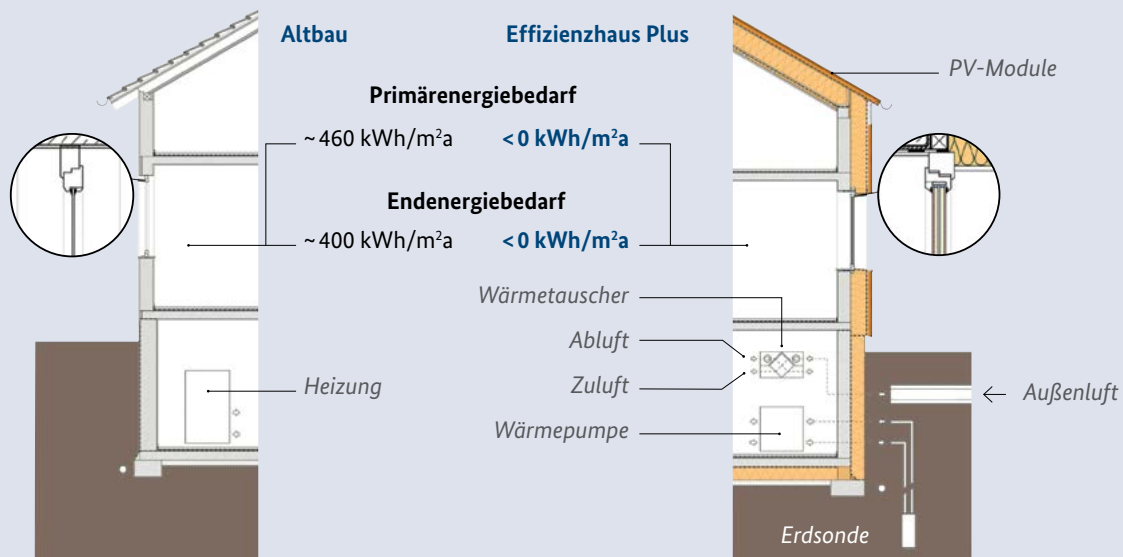 Altbau
Effizienzhaus Plus
PV-Module
Primärenergiebedarf
~ 460 kWh/m²a
< 0 kWh/m²a
Endenergiebedarf
~ 400 kWh/m²a
< 0 kWh/m²a
Wärmetauscher
Abluft
Zuluft
Heizung
Außenluft
Wärmepumpe
Erdsonde